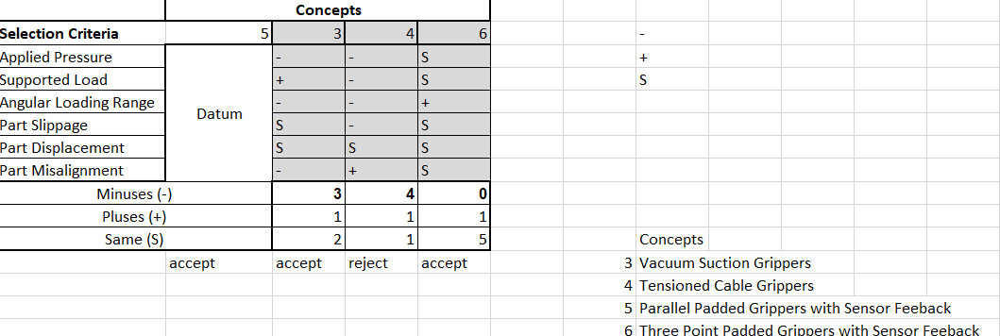 Concepts
Selection Criteria 5 3 4 6 -
Applied Pressure - - S +
Supported Load + - S S
Angular Loading Range - - +
Datum
Part Slippage S - S
Part Displacement S S S
Part Misalignment - + S
Minuses (-) 3 4 0
Pluses (+) 1 1 1
Same (S) 2 1 5 Concepts
accept accept reject accept 3 Vacuum Suction Grippers
4 Tensioned Cable Grippers
5 Parallel Padded Grippers with Sensor Feeback
6 Three Point Padded Grippers with Sensor Feeback